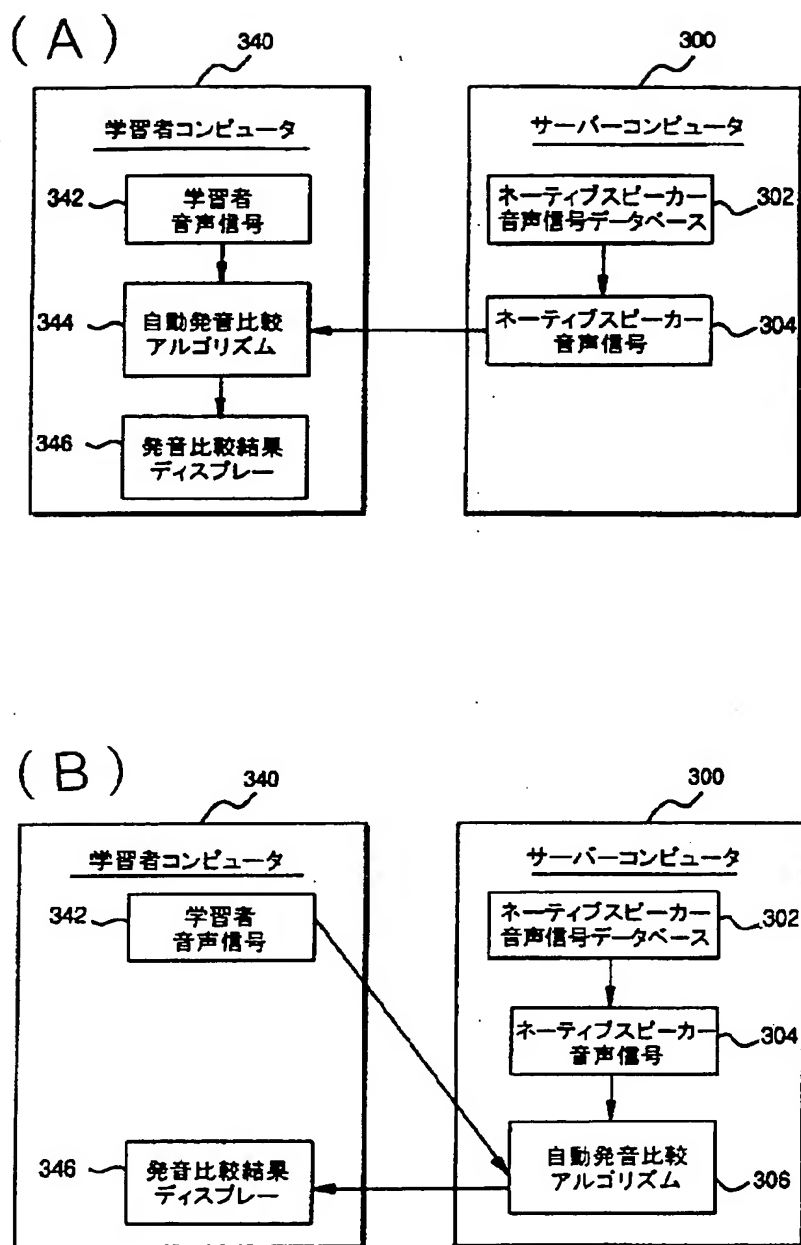 (A)
340
300
学習者コンピュータ
サーバーコンピュータ
342
学習者
音声信号
ネーティブスピーカー
音声信号データベース
302
344
自動発音比較
アルゴリズム
ネーティブスピーカー
音声信号
304
346
発音比較結果
ディスプレー
(B)
340
300
学習者コンピュータ
サーバーコンピュータ
342
学習者
音声信号
ネーティブスピーカー
音声信号データベース
302
ネーティブスピーカー
音声信号
304
346
発音比較結果
ディスプレー
自動発音比較
アルゴリズム
306